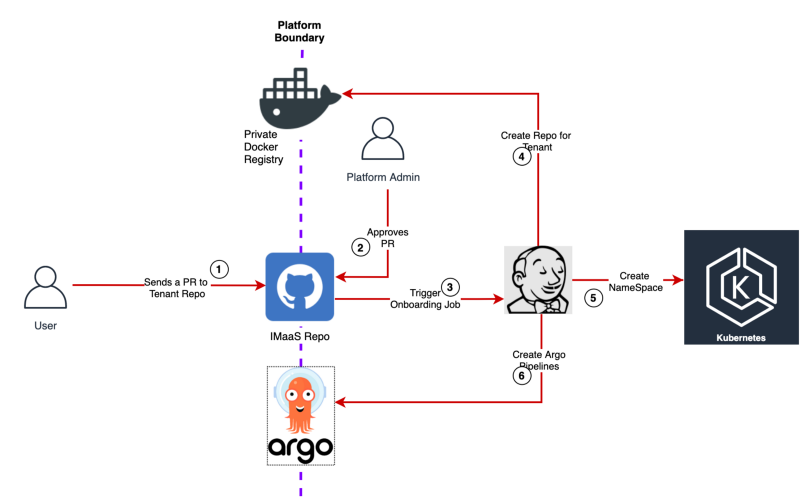 Platform
Boundary
Private
Docker
Registry
Platform Admin
Create Repo for
Tenant
4
Approves
PR
2
1
Sends a PR to
Tenant Repo
User
IMaaS Repo
Trigger
Onboarding Job
3
Create
NameSpace
5
Kubernetes
K
Create Argo
Pipelines
6
argo